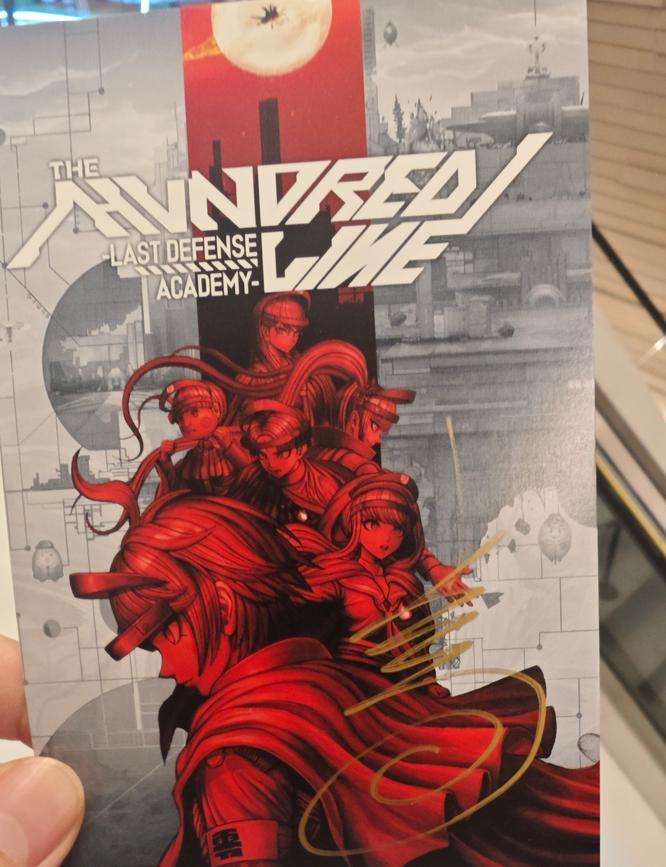 THE
HUNDRED
LINE
-LAST DEFENSE
ACADEMY-